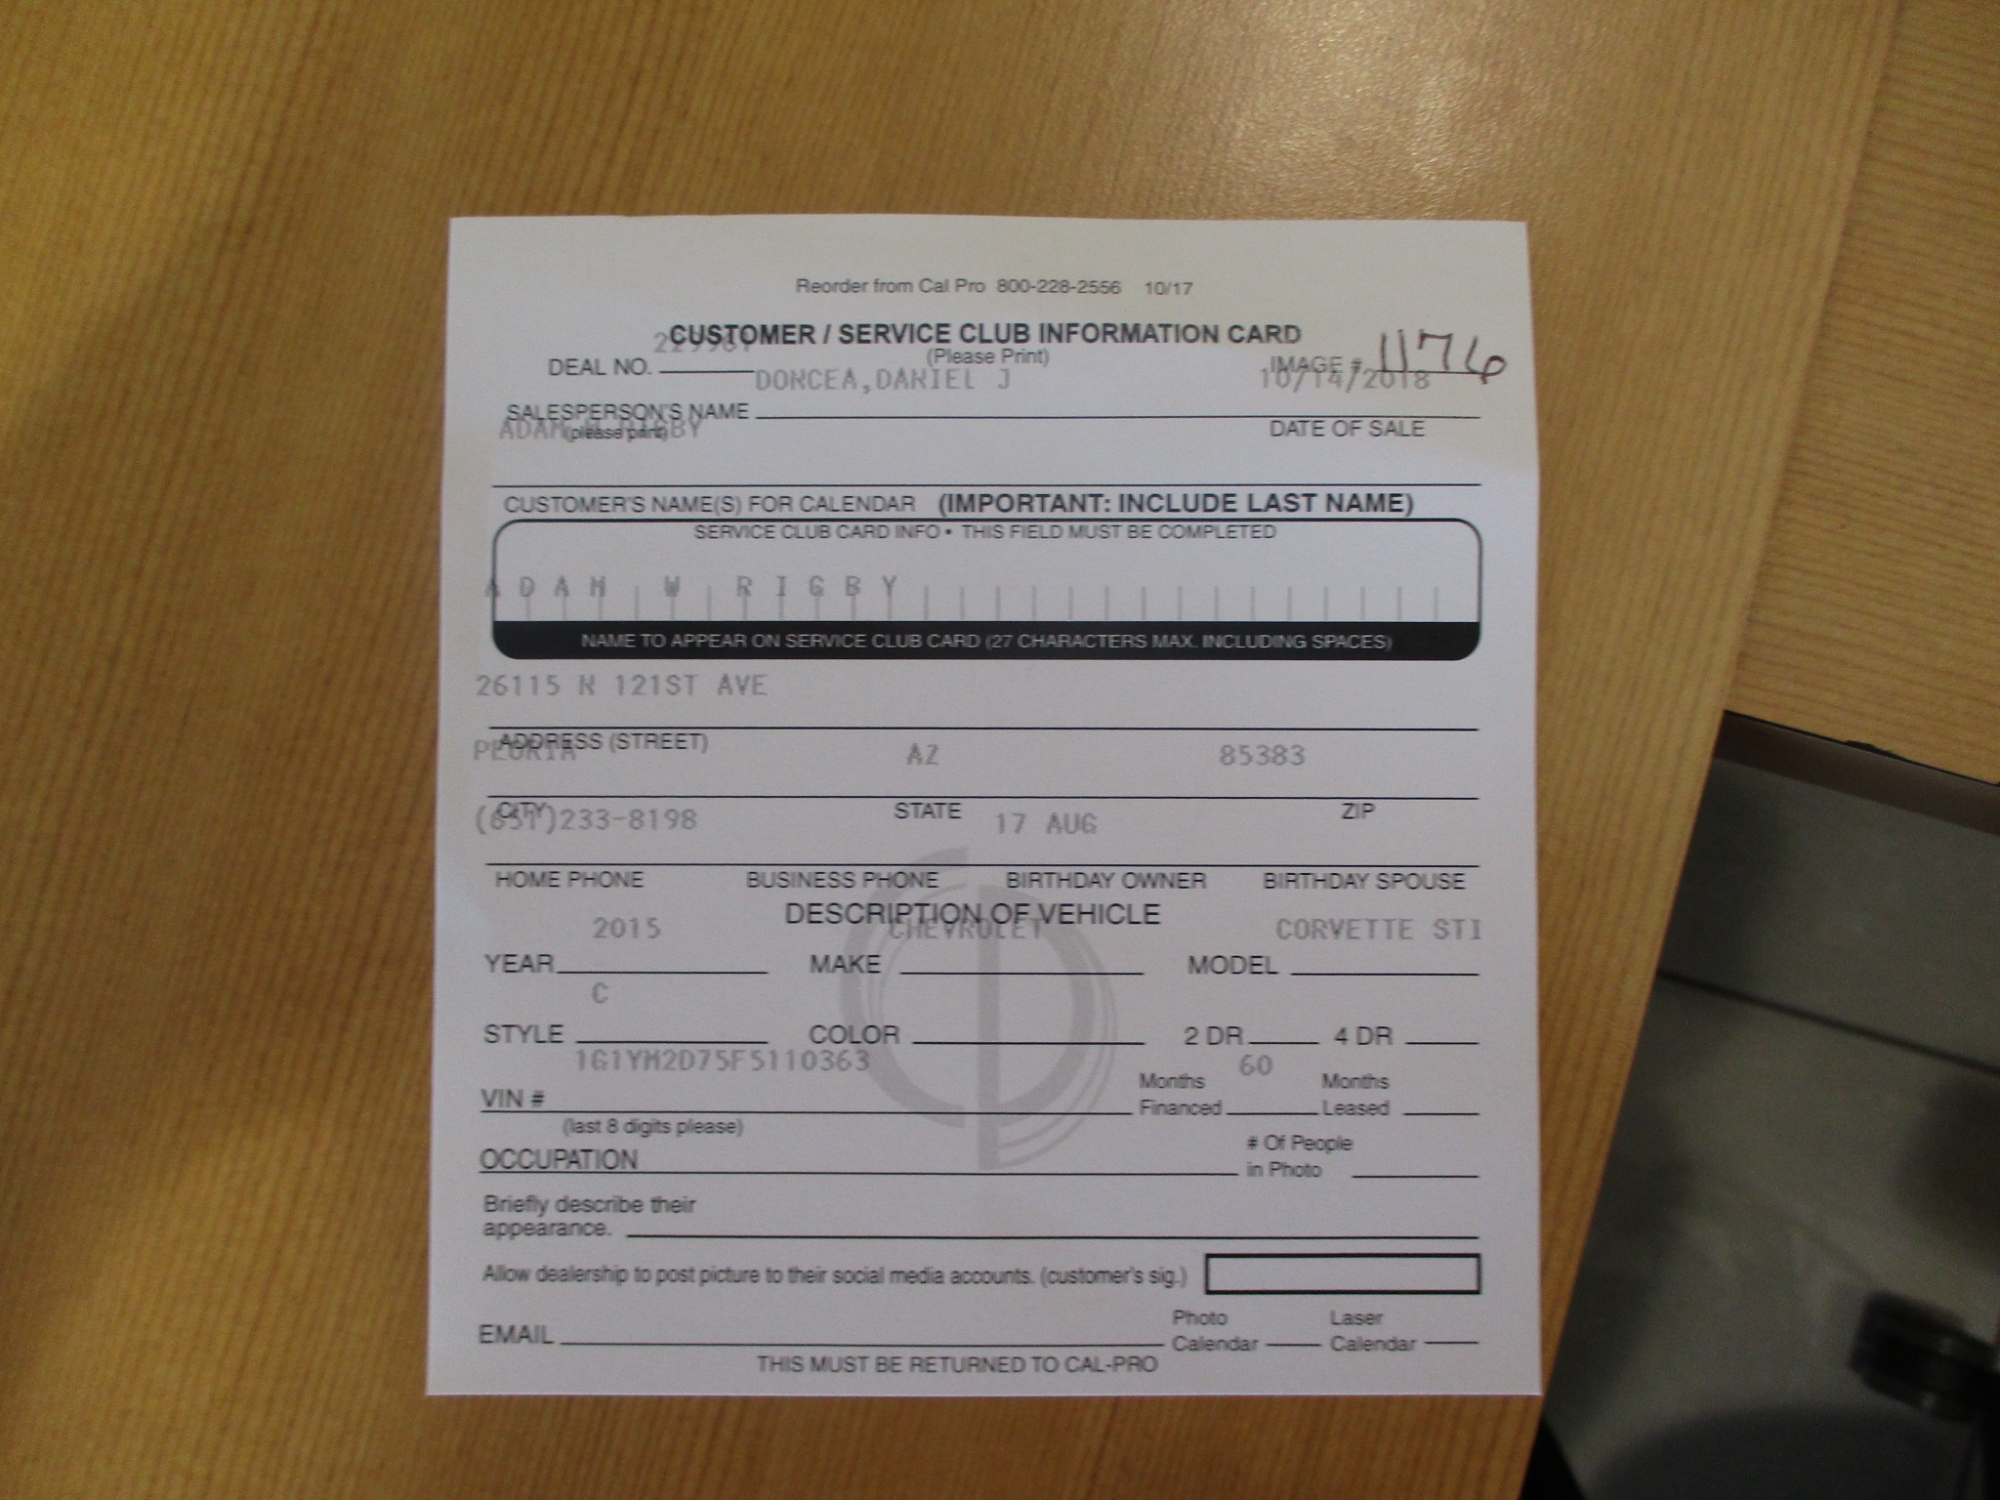 Reorder from Cal Pro 800-228-2556 10/17
CUSTOMER / SERVICE CLUB INFORMATION CARD
(Please Print)
DEAL NO.
IMAGE # 1176
DORCEA,DANIEL J 10/14/2018
SALESPERSON'S NAME
(please print)
DATE OF SALE
ADAM W RIGBY
CUSTOMER'S NAME(S) FOR CALENDAR (IMPORTANT: INCLUDE LAST NAME)
SERVICE CLUB CARD INFO • THIS FIELD MUST BE COMPLETED
ADAM W RIGBY
NAME TO APPEAR ON SERVICE CLUB CARD (27 CHARACTERS MAX. INCLUDING SPACES)
26115 N 121ST AVE
ADDRESS (STREET)
PEORIA AZ 85383
CITY STATE ZIP
233-8198 17 AUG
HOME PHONE BUSINESS PHONE BIRTHDAY OWNER BIRTHDAY SPOUSE
DESCRIPTION OF VEHICLE
2015 CHEVROLET CORVETTE STI
YEAR MAKE MODEL
C
STYLE COLOR 2 DR 4 DR
1G1YM2D75F5110363 60
VIN # Months Financed Months Leased
(last 8 digits please)
OCCUPATION # Of People in Photo
Briefly describe their
appearance.
Allow dealership to post picture to their social media accounts. (customer's sig.)
EMAIL Photo Calendar Laser Calendar
THIS MUST BE RETURNED TO CAL-PRO